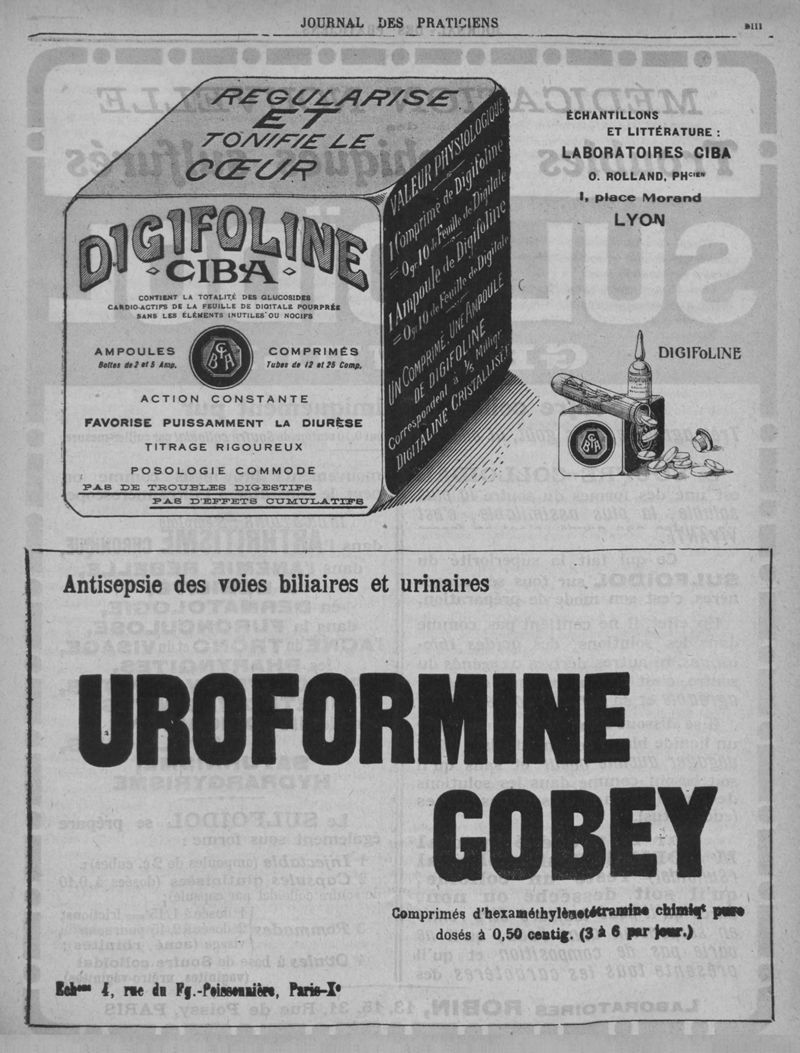 JOURNAL DES PRATICIENS
REGULARISE
ET
TONIFIE LE
CŒUR
DIGIFOLINE
CIBA
CONTIENT LA TOTALITÉ DES GLUCOSIDES
CARDIO-ACTIFS DE LA FEUILLE DE DIGITALE POURPRÉE
SANS LES ÉLÉMENTS INUTILES OU NOCIFS
AMPOULES
Boîtes de 2 et 5 Amp.
CIBA
COMPRIMÉS
Tubes de 12 et 25 Comp.
ACTION CONSTANTE
FAVORISE PUISSAMMENT LA DIURÈSE
TITRAGE RIGOUREUX
POSOLOGIE COMMODE
PAS DE TROUBLES DIGESTIFS
PAS D'EFFETS CUMULATIFS
VALEUR PHYSIOLOGIQUE
1 Comprimé de Digifoline
= 0gr.10 de Feuille de Digitale
1 Ampoule de Digifoline
= 0gr.10 de Feuille de Digitale
UN COMPRIMÉ, UNE AMPOULE
DE DIGIFOLINE
Correspondent à 1/5 Milligr.
DIGITALINE CRISTALLISÉE
ÉCHANTILLONS
ET LITTÉRATURE :
LABORATOIRES CIBA
O. ROLLAND, PHCIEN
1, place Morand
LYON
DIGIFOLINE
CIBA
Antisepsie des voies biliaires et urinaires
UROFORMINE
GOBEY
Comprimés d'hexaméthylènetétramine chimiqt pure
dosés à 0,50 centig. (3 à 6 par jour.)
Echons 4, rue du Fg.-Poissonnière, Paris-Xe